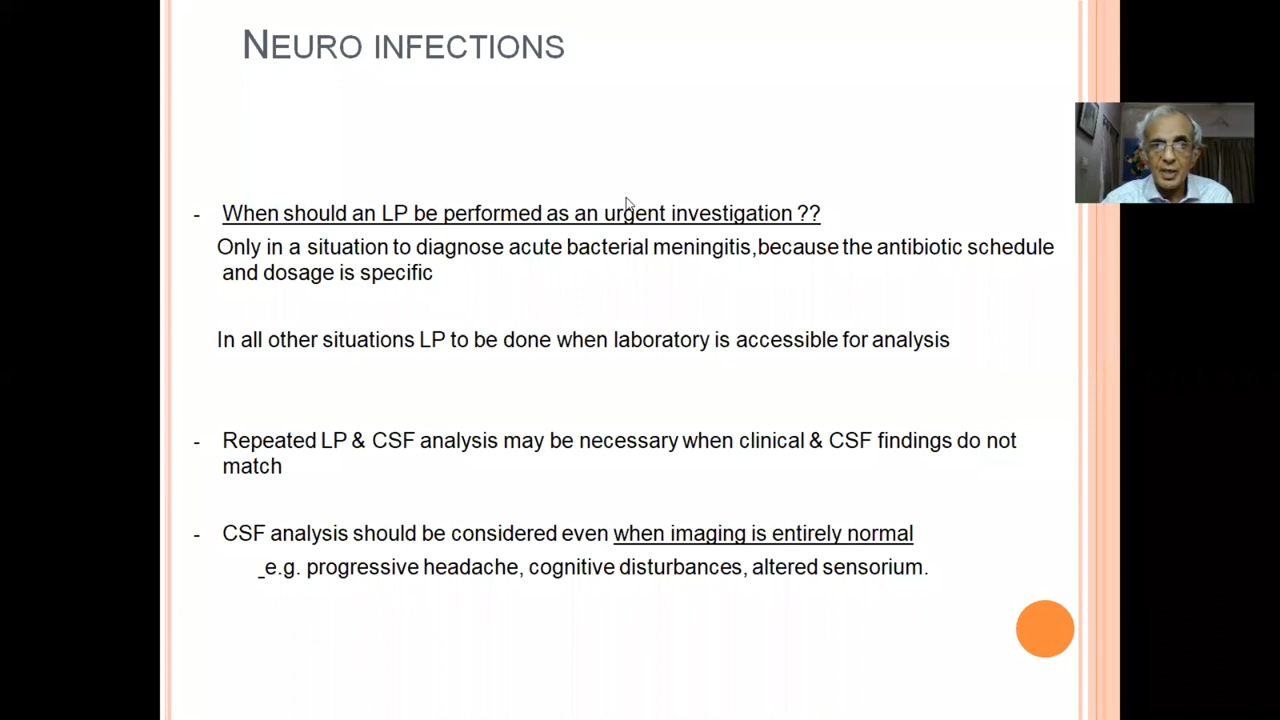 NEURO INFECTIONS
- When should an LP be performed as an urgent investigation ??
Only in a situation to diagnose acute bacterial meningitis,because the antibiotic schedule
and dosage is specific
In all other situations LP to be done when laboratory is accessible for analysis
- Repeated LP & CSF analysis may be necessary when clinical & CSF findings do not
match
- CSF analysis should be considered even when imaging is entirely normal
_e.g. progressive headache, cognitive disturbances, altered sensorium.